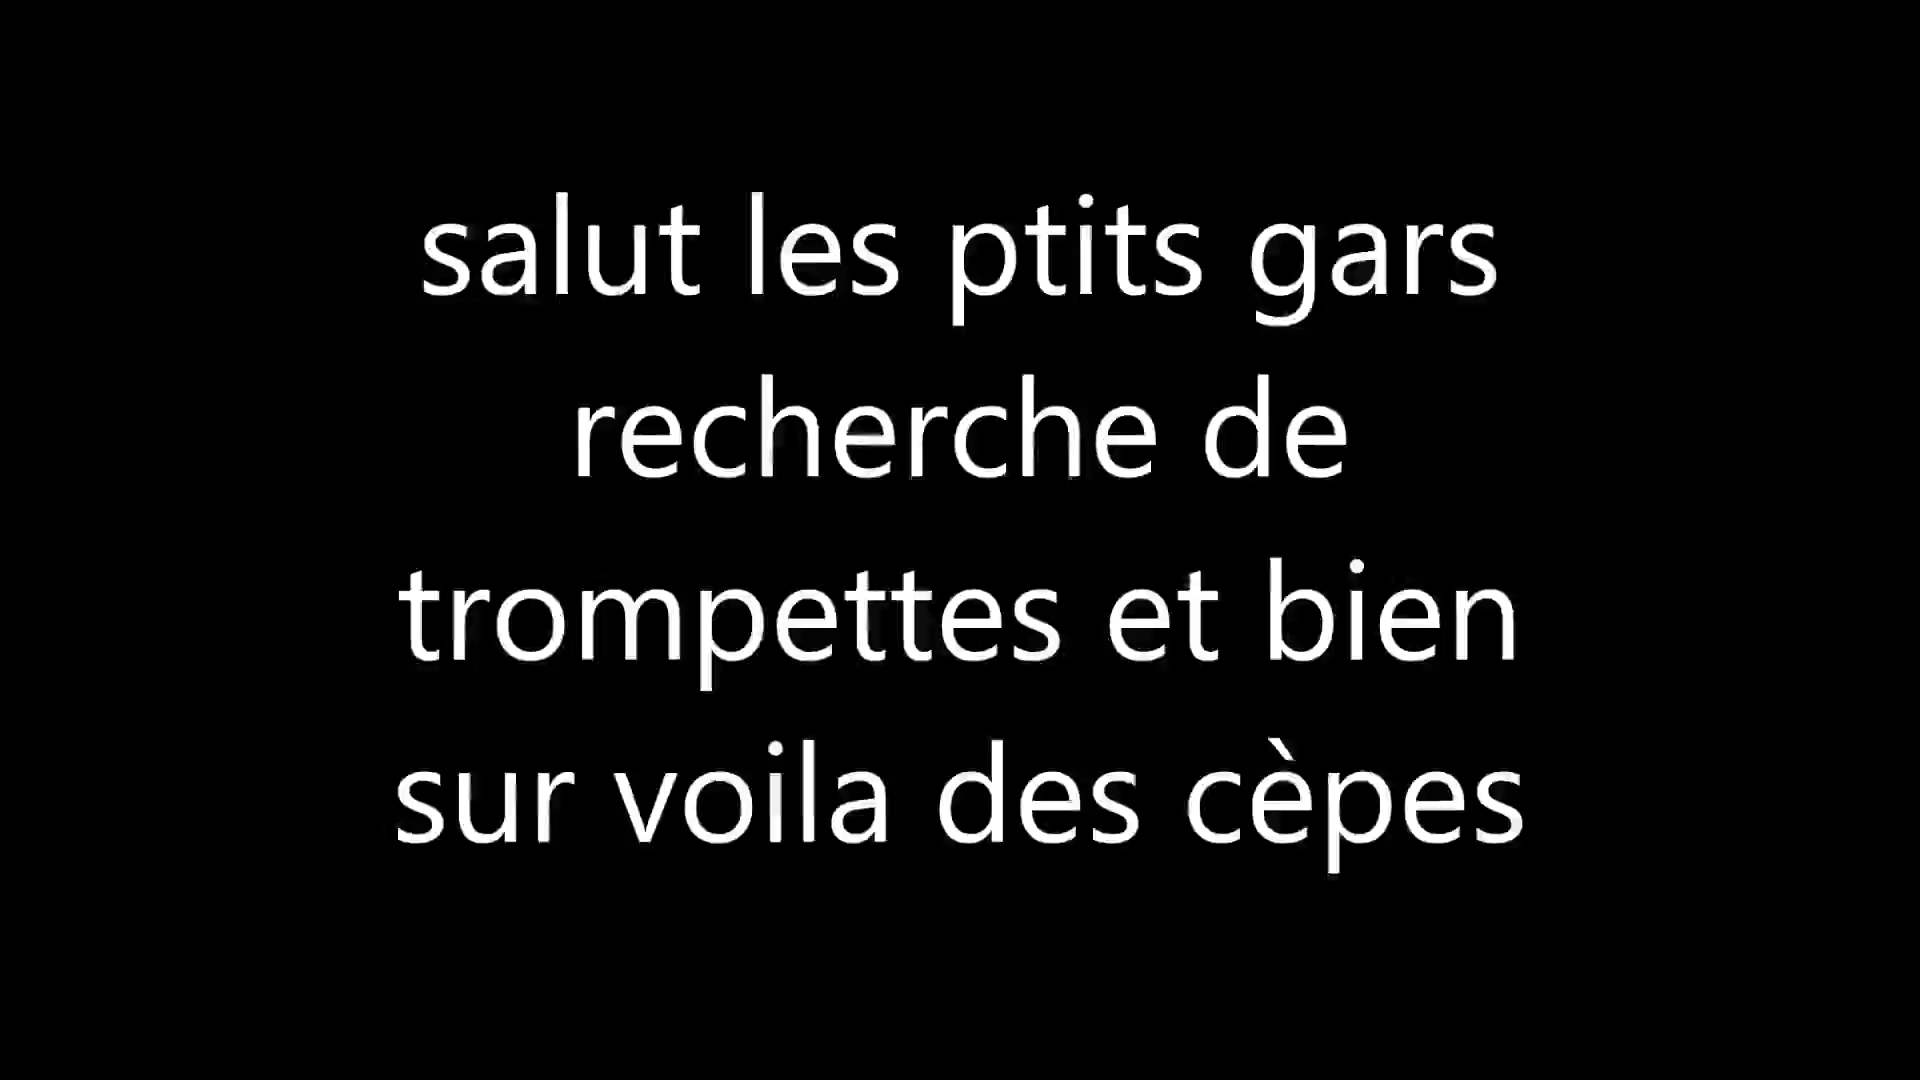 salut les ptits gars
recherche de
trompettes et bien
sur voila des cèpes